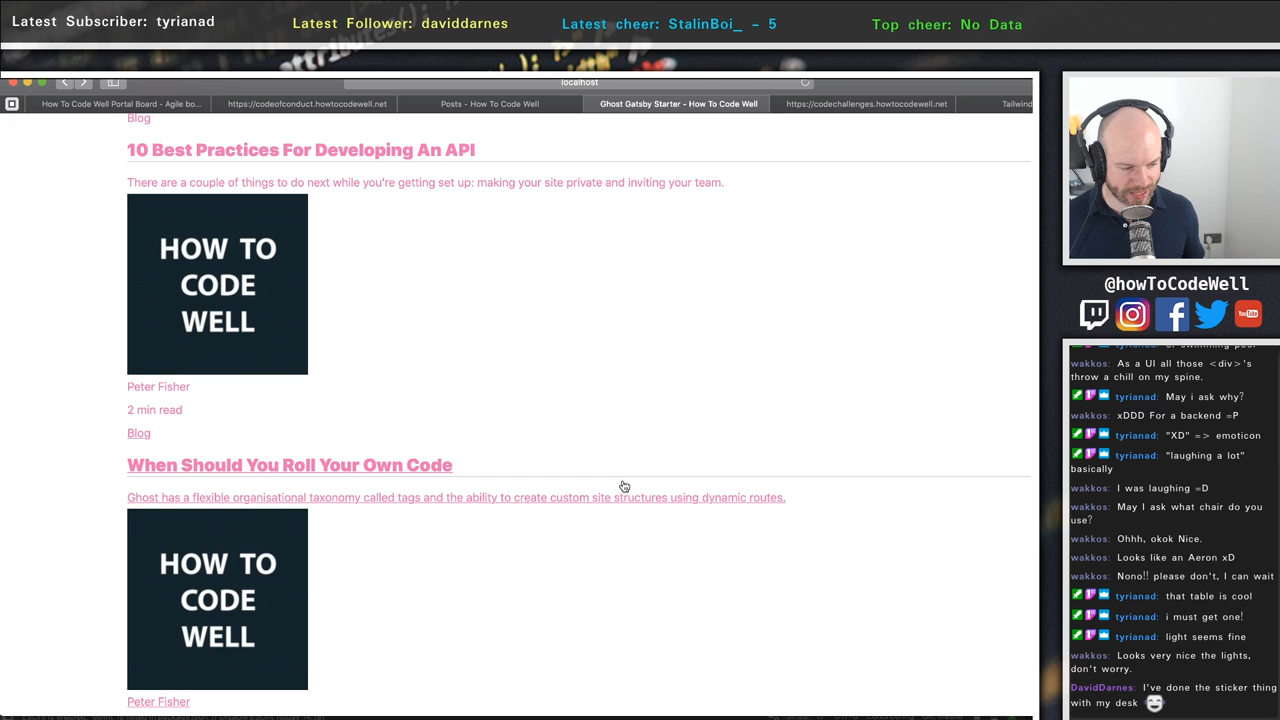 Latest Subscriber: tyrianad
Latest Follower: daviddarnes
Latest cheer: StalinBoi_ - 5
Top cheer: No Data
attributes();
localhost
How To Code Well Portal Board - Agile bo...
https://codeofconduct.howtocodewell.net
Posts - How To Code Well
Ghost Gatsby Starter - How To Code Well
https://codechallenges.howtocodewell.net
Tailwind
Blog
10 Best Practices For Developing An API
There are a couple of things to do next while you're getting set up: making your site private and inviting your team.
HOW TO
CODE
WELL
Peter Fisher
2 min read
Blog
When Should You Roll Your Own Code
Ghost has a flexible organisational taxonomy called tags and the ability to create custom site structures using dynamic routes.
HOW TO
CODE
WELL
Peter Fisher
@howToCodeWell
You Tube
or swimming pool
wakkos: As a UI all those <div>'s
throw a chill on my spine.
tyrianad: May i ask why?
wakkos: xDDD For a backend =P
tyrianad: "XD" => emoticon
tyrianad: "laughing a lot"
basically
wakkos: I was laughing =D
wakkos: May I ask what chair do you
use?
wakkos: Ohhh, okok Nice.
wakkos: Looks like an Aeron xD
wakkos: Nono!! please don't, I can wait
tyrianad: that table is cool
tyrianad: i must get one!
tyrianad: light seems fine
wakkos: Looks very nice the lights,
don't worry.
DavidDarnes: I've done the sticker thing
with my desk